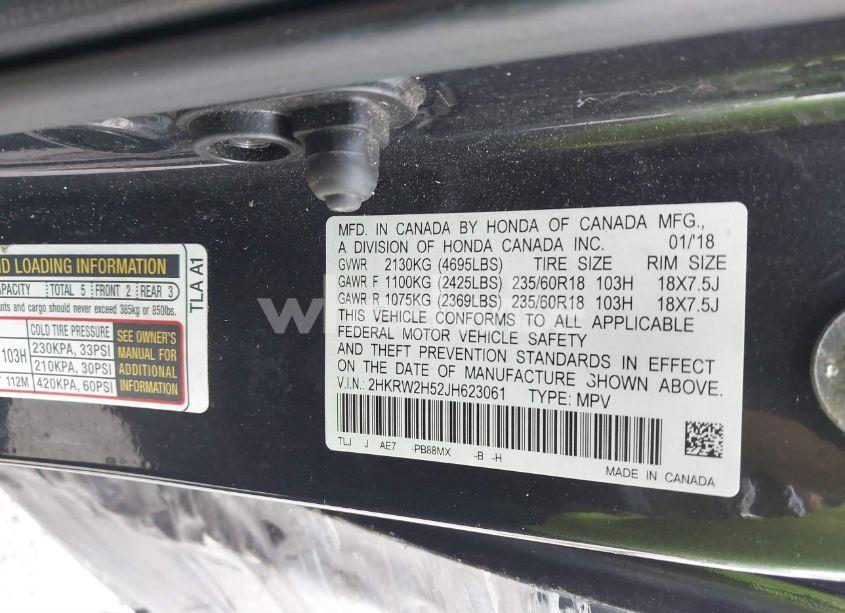 ND LOADING INFORMATION
CAPACITY TOTAL 5 FRONT 2 REAR 3
ants and cargo should never exceed 385kg or 850lbs.
COLD TIRE PRESSURE
103H 230KPA, 33PSI
210KPA, 30PSI
112M 420KPA, 60PSI
SEE OWNER'S
MANUAL FOR
ADDITIONAL
INFORMATION
TLA A1
MFD. IN CANADA BY HONDA OF CANADA MFG.,
A DIVISION OF HONDA CANADA INC. 01/18
GVWR 2130KG (4695LBS) TIRE SIZE RIM SIZE
GAWR F 1100KG (2425LBS) 235/60R18 103H 18X7.5J
GAWR R 1075KG (2369LBS) 235/60R18 103H 18X7.5J
THIS VEHICLE CONFORMS TO ALL APPLICABLE
FEDERAL MOTOR VEHICLE SAFETY
AND THEFT PREVENTION STANDARDS IN EFFECT
ON THE DATE OF MANUFACTURE SHOWN ABOVE.
V.I.N.: 2HKRW2H52JH623061 TYPE: MPV
TLJ J AE7 -PB88MX -B -H
MADE IN CANADA